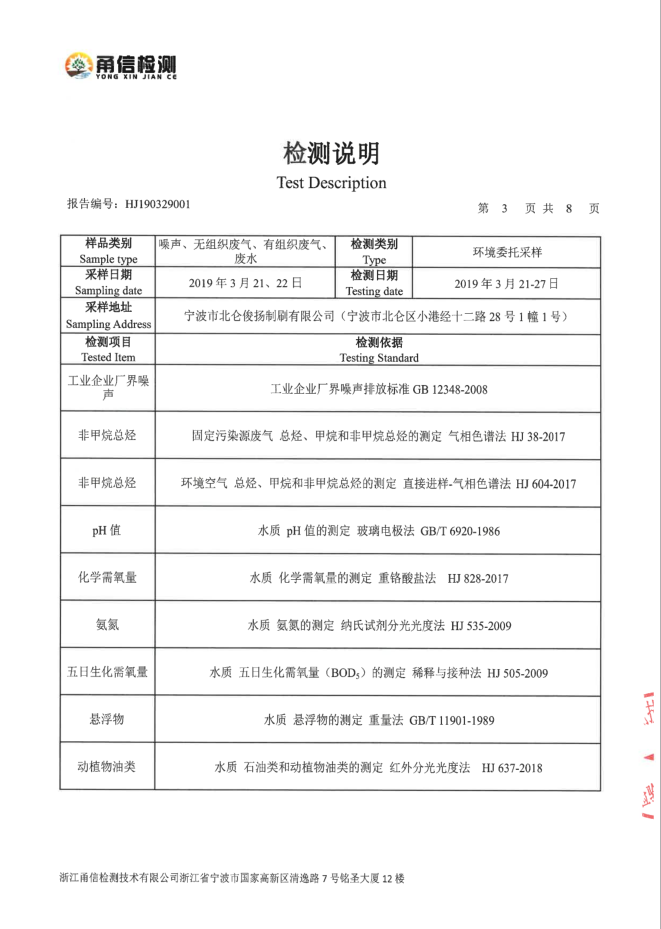 甬信检测
YONG XIN JIAN CE
检测说明
Test Description
报告编号：HJ190329001
第 3 页 共 8 页
样品类别
Sample type
噪声、无组织废气、有组织废气、
废水
检测类别
Type
环境委托采样
采样日期
Sampling date
2019 年 3 月 21、22 日
检测日期
Testing date
2019 年 3 月 21-27 日
采样地址
Sampling Address
宁波市北仑俊扬制刷有限公司（宁波市北仑区小港经十二路 28 号 1 幢 1 号）
检测项目
Tested Item
检测依据
Testing Standard
工业企业厂界噪
声
工业企业厂界噪声排放标准 GB 12348-2008
非甲烷总烃
固定污染源废气 总烃、甲烷和非甲烷总烃的测定 气相色谱法 HJ 38-2017
非甲烷总烃
环境空气 总烃、甲烷和非甲烷总烃的测定 直接进样-气相色谱法 HJ 604-2017
pH 值
水质 pH 值的测定 玻璃电极法 GB/T 6920-1986
化学需氧量
水质 化学需氧量的测定 重铬酸盐法 HJ 828-2017
氨氮
水质 氨氮的测定 纳氏试剂分光光度法 HJ 535-2009
五日生化需氧量
水质 五日生化需氧量（BOD₅）的测定 稀释与接种法 HJ 505-2009
悬浮物
水质 悬浮物的测定 重量法 GB/T 11901-1989
动植物油类
水质 石油类和动植物油类的测定 红外分光光度法 HJ 637-2018
浙江甬信检测技术有限公司浙江省宁波市国家高新区清逸路 7 号铭圣大厦 12 楼